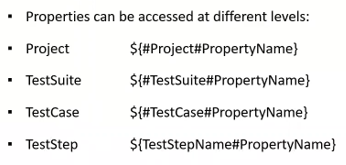 ▪ Properties can be accessed at different levels:
▪ Project ${#Project#PropertyName}
▪ TestSuite ${#TestSuite#PropertyName}
▪ TestCase ${#TestCase#PropertyName}
▪ TestStep ${TestStepName#PropertyName}